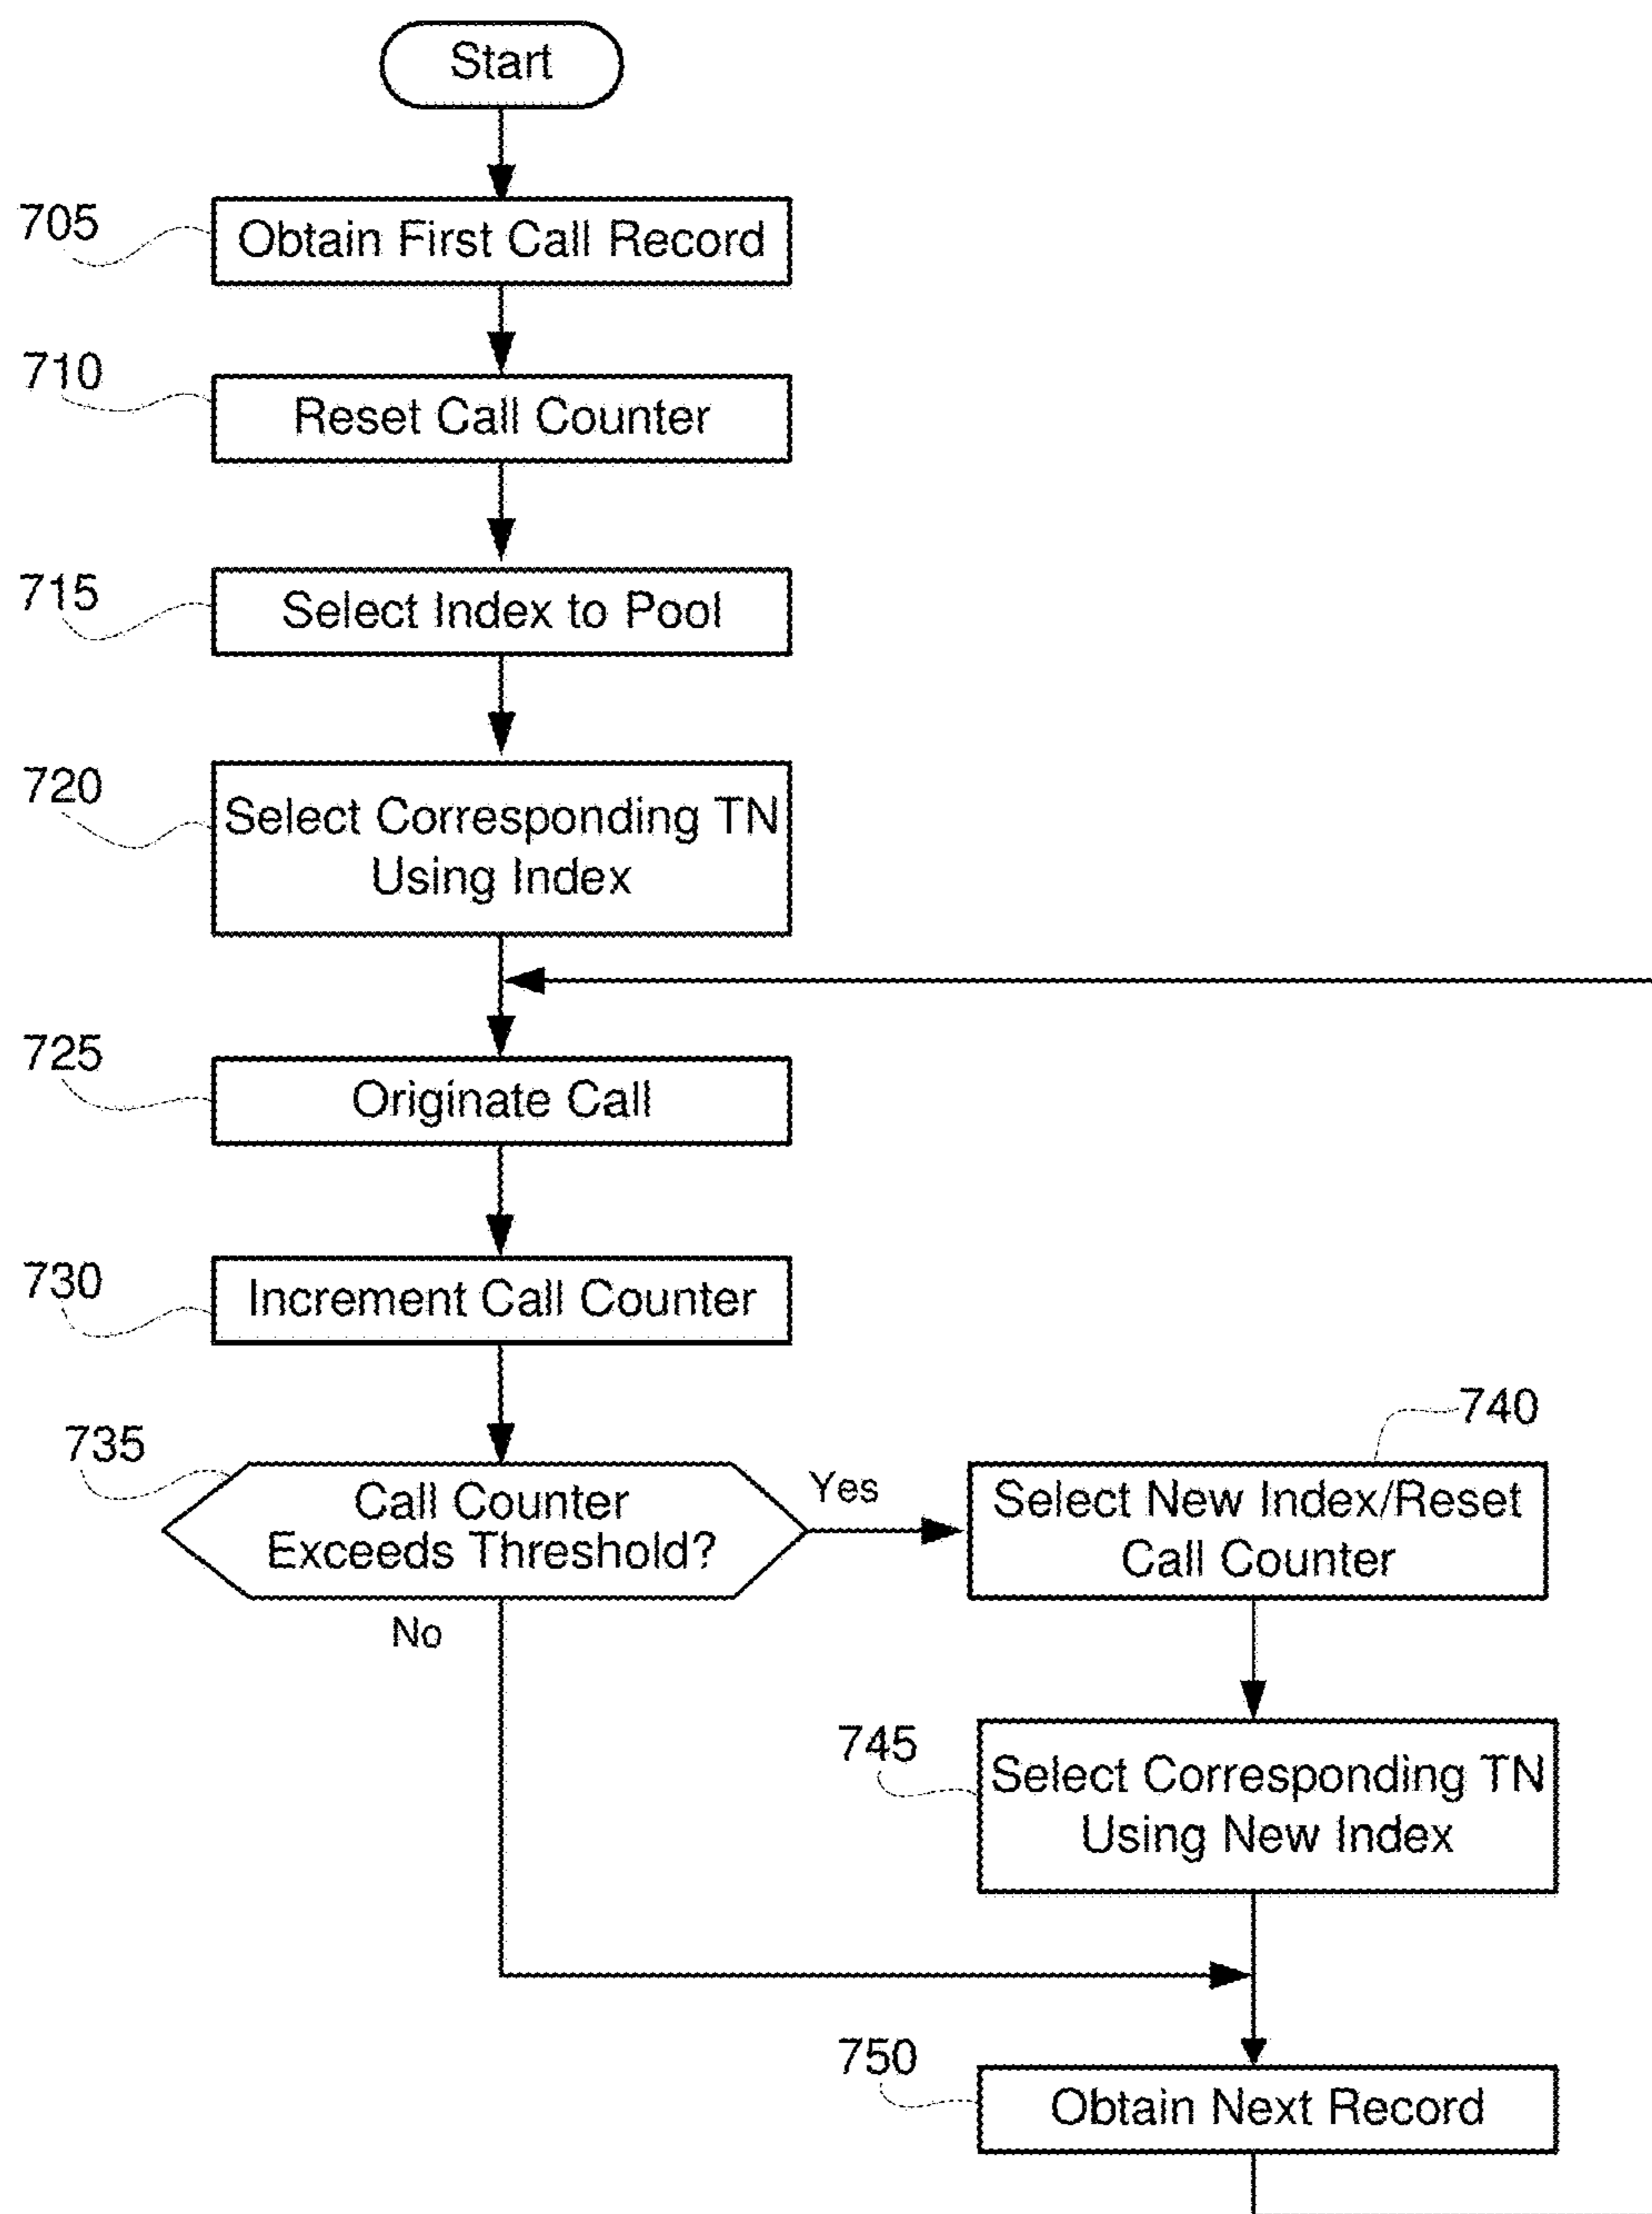 Start
705
Obtain First Call Record
710
Reset Call Counter
715
Select Index to Pool
720
Select Corresponding TN
Using Index
725
Originate Call
730
Increment Call Counter
735
Call Counter
Exceeds Threshold?
Yes
No
740
Select New Index/Reset
Call Counter
745
Select Corresponding TN
Using New Index
750
Obtain Next Record